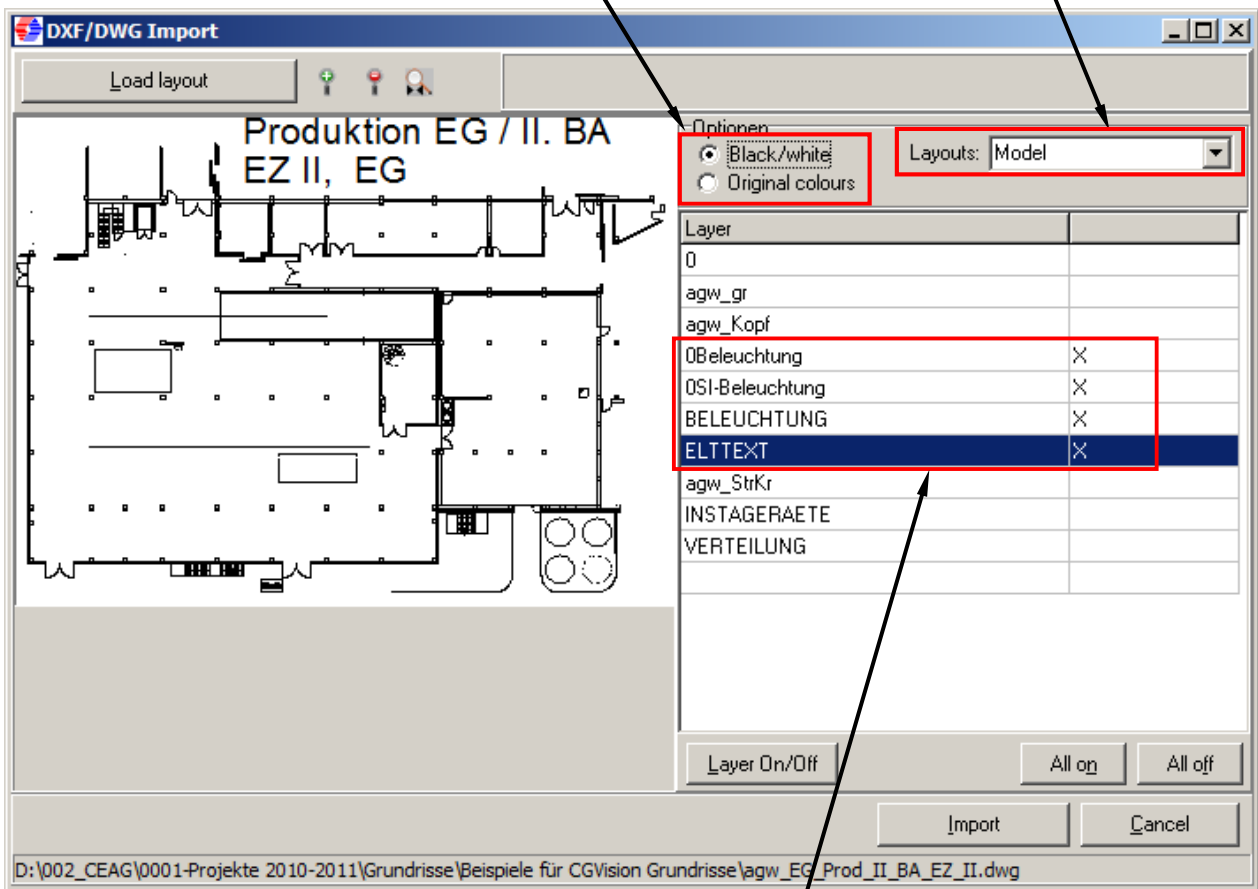 DXF/DWG Import
Load layout
Produktion EG / II. BA
EZ II, EG
Optionen
Black/white
Original colours
Layouts: Model
Layer
0
agw_gr
agw_Kopf
0Beleuchtung X
0SI-Beleuchtung X
BELEUCHTUNG X
ELTTEXT X
agw_StrKr
INSTAGERAETE
VERTEILUNG
Layer On/Off
All on
All off
Import
Cancel
D:\002_CEAG\0001-Projekte 2010-2011\Grundrisse\Beispiele für CGVision Grundrisse\agw_EG_Prod_II_BA_EZ_II.dwg